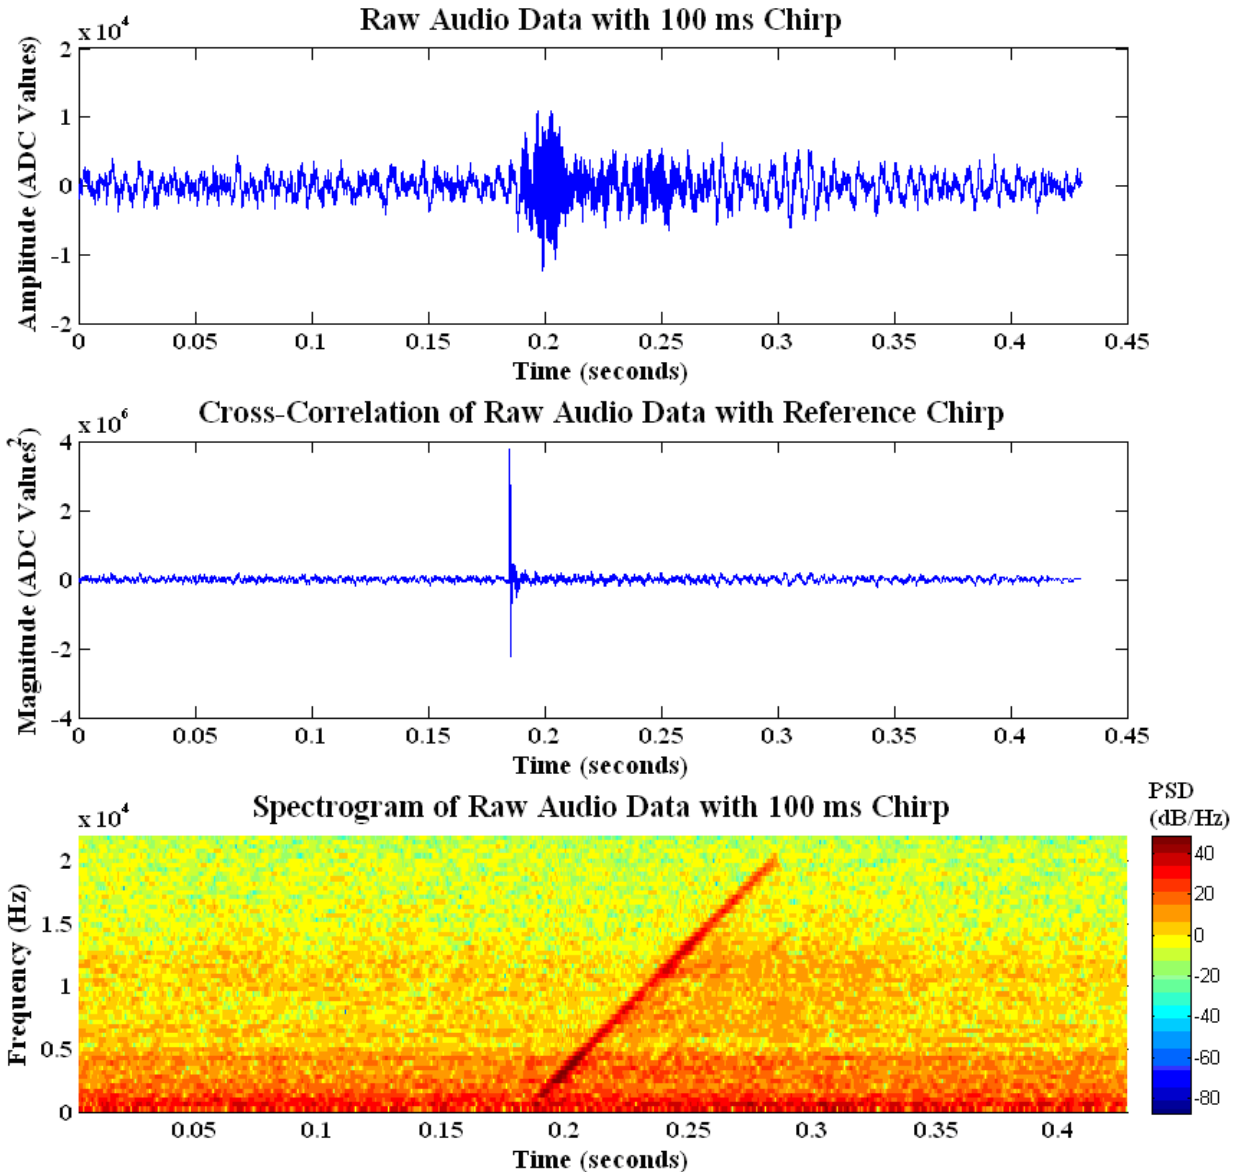 Raw Audio Data with 100 ms Chirp
x 10⁴
2
1
0
-1
-2
Amplitude (ADC Values)
0 0.05 0.1 0.15 0.2 0.25 0.3 0.35 0.4 0.45
Time (seconds)
Cross-Correlation of Raw Audio Data with Reference Chirp
x 10⁶
4
2
0
-2
-4
Magnitude (ADC Values²)
0 0.05 0.1 0.15 0.2 0.25 0.3 0.35 0.4 0.45
Time (seconds)
Spectrogram of Raw Audio Data with 100 ms Chirp
x 10⁴
2
1.5
1
0.5
0
Frequency (Hz)
0.05 0.1 0.15 0.2 0.25 0.3 0.35 0.4
Time (seconds)
PSD
(dB/Hz)
40
20
0
-20
-40
-60
-80